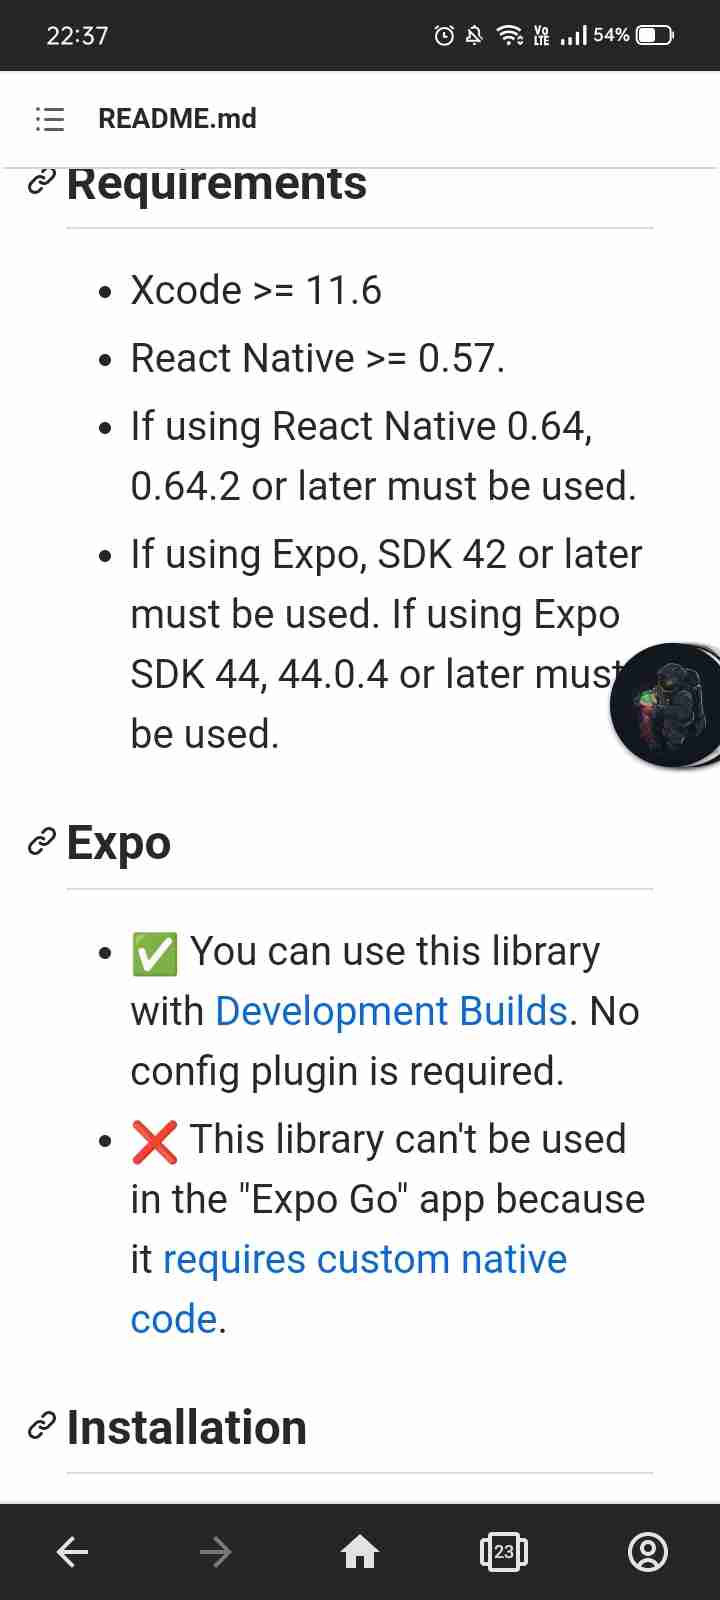 22:37
Vo LTE 54%
README.md
Requirements
Xcode >= 11.6
React Native >= 0.57.
If using React Native 0.64,
0.64.2 or later must be used.
If using Expo, SDK 42 or later
must be used. If using Expo
SDK 44, 44.0.4 or later must
be used.
Expo
✅ You can use this library
with Development Builds. No
config plugin is required.
❌ This library can't be used
in the "Expo Go" app because
it requires custom native
code.
Installation
23